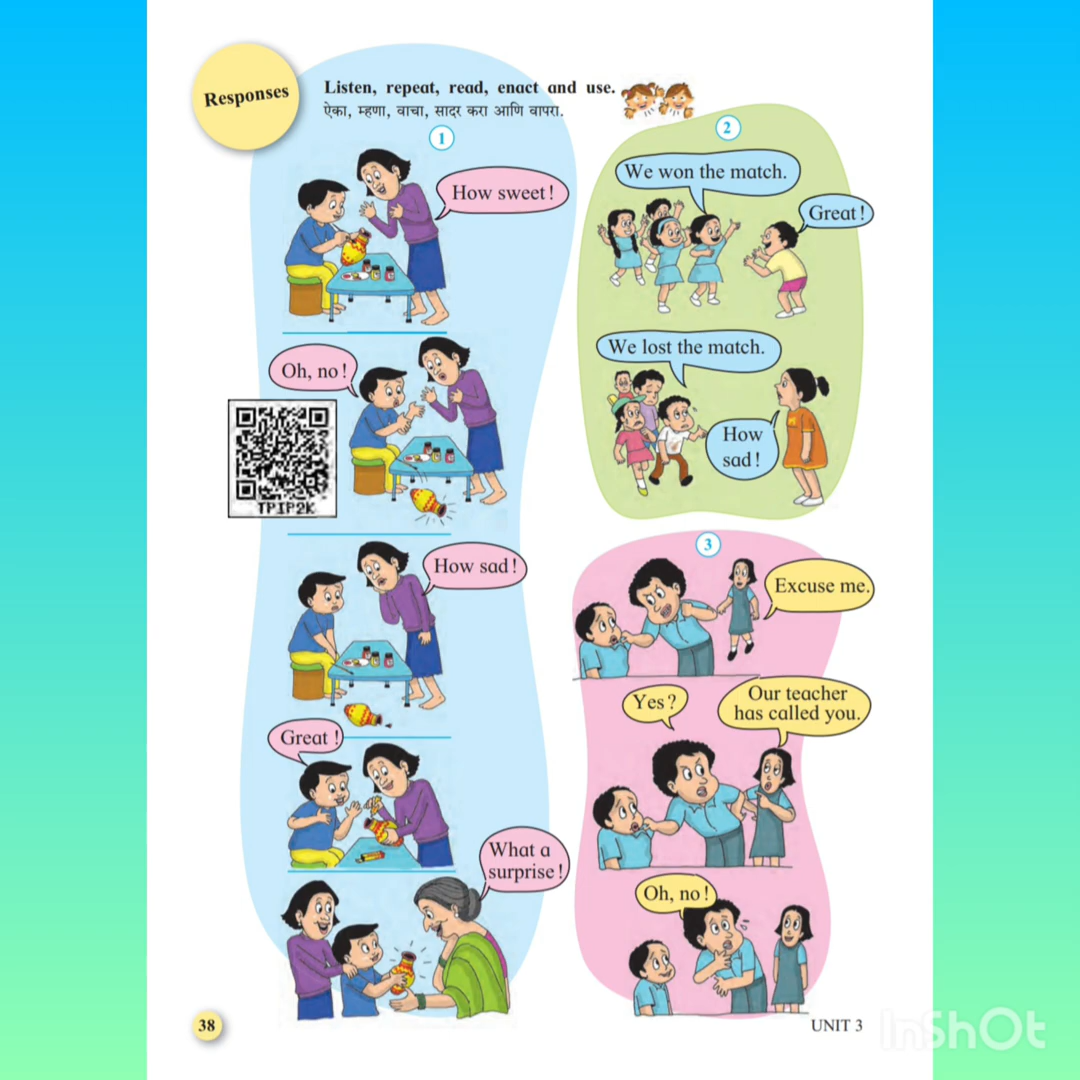 Responses
Listen, repeat, read, enact and use.
ऐका, म्हणा, वाचा, सादर करा आणि वापरा.
1
How sweet !
Oh, no !
TPIP2K
How sad !
Great !
What a
surprise !
2
We won the match.
Great !
We lost the match.
How
sad !
3
Excuse me.
Yes ?
Our teacher
has called you.
Oh, no !
38
UNIT 3
InShOt